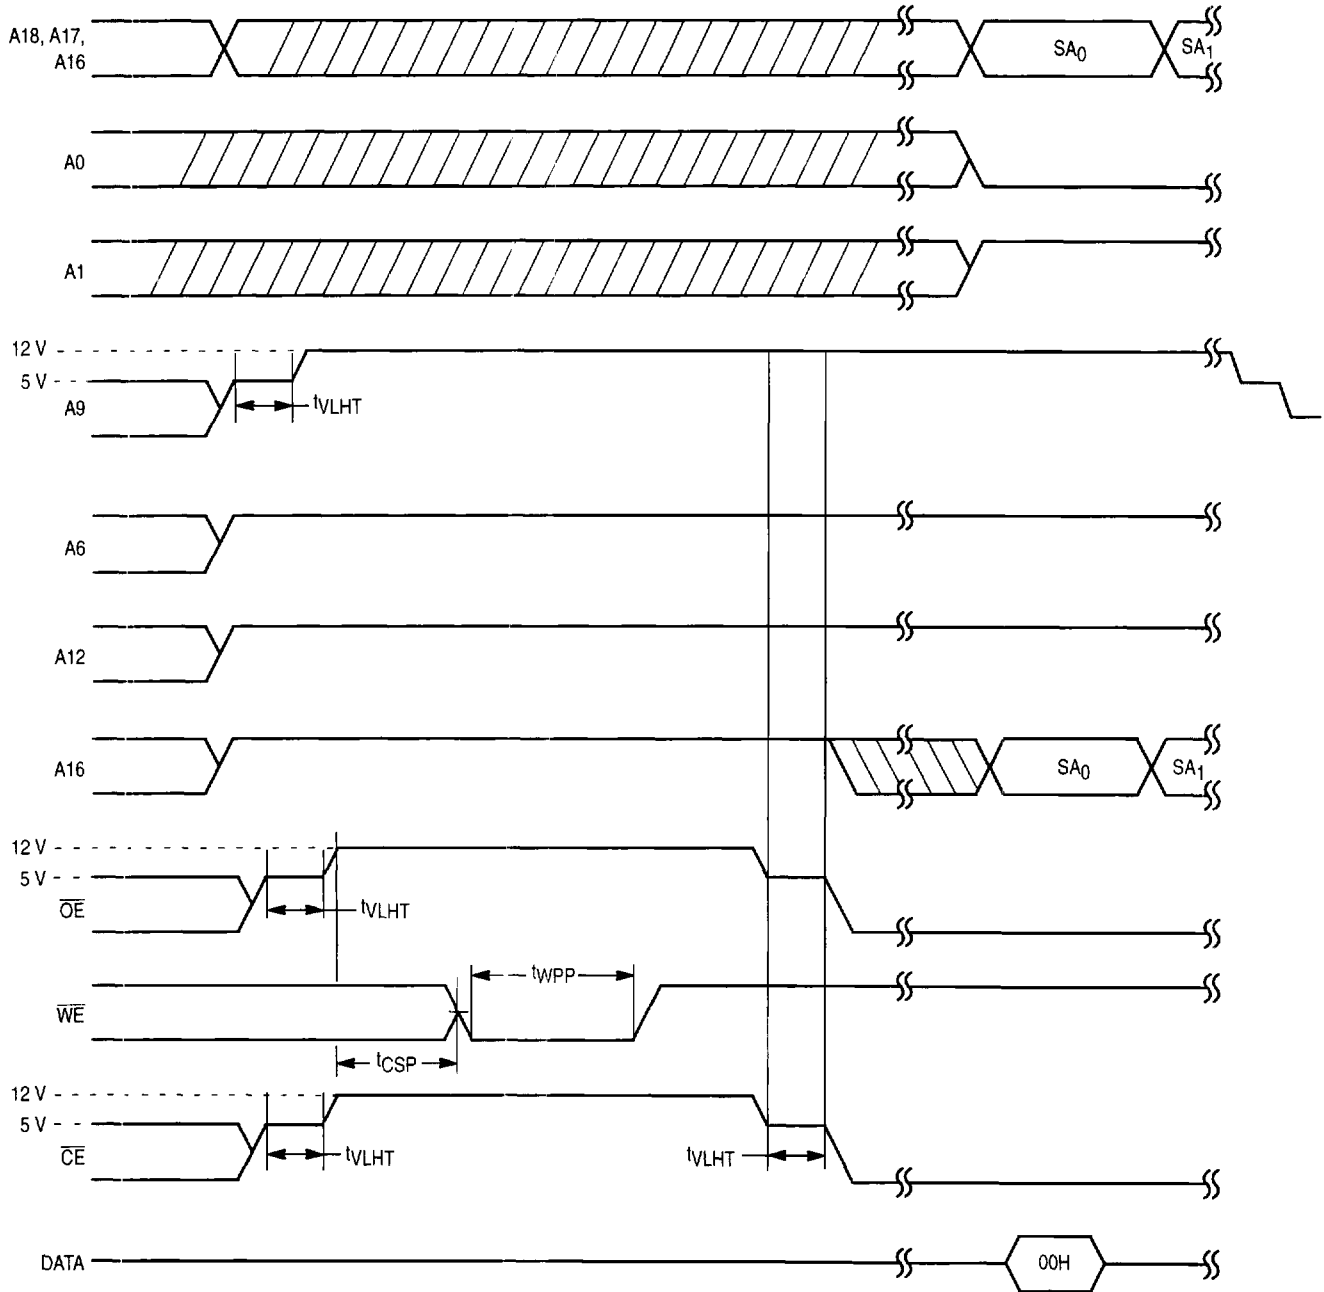 A18, A17,
A16
SA0
SA1
A0
A1
12 V
5 V
A9
tVLHT
A6
A12
A16
SA0
SA1
12 V
5 V
OE
tVLHT
tWPP
WE
tCSP
12 V
5 V
CE
tVLHT
tVLHT
DATA
00H